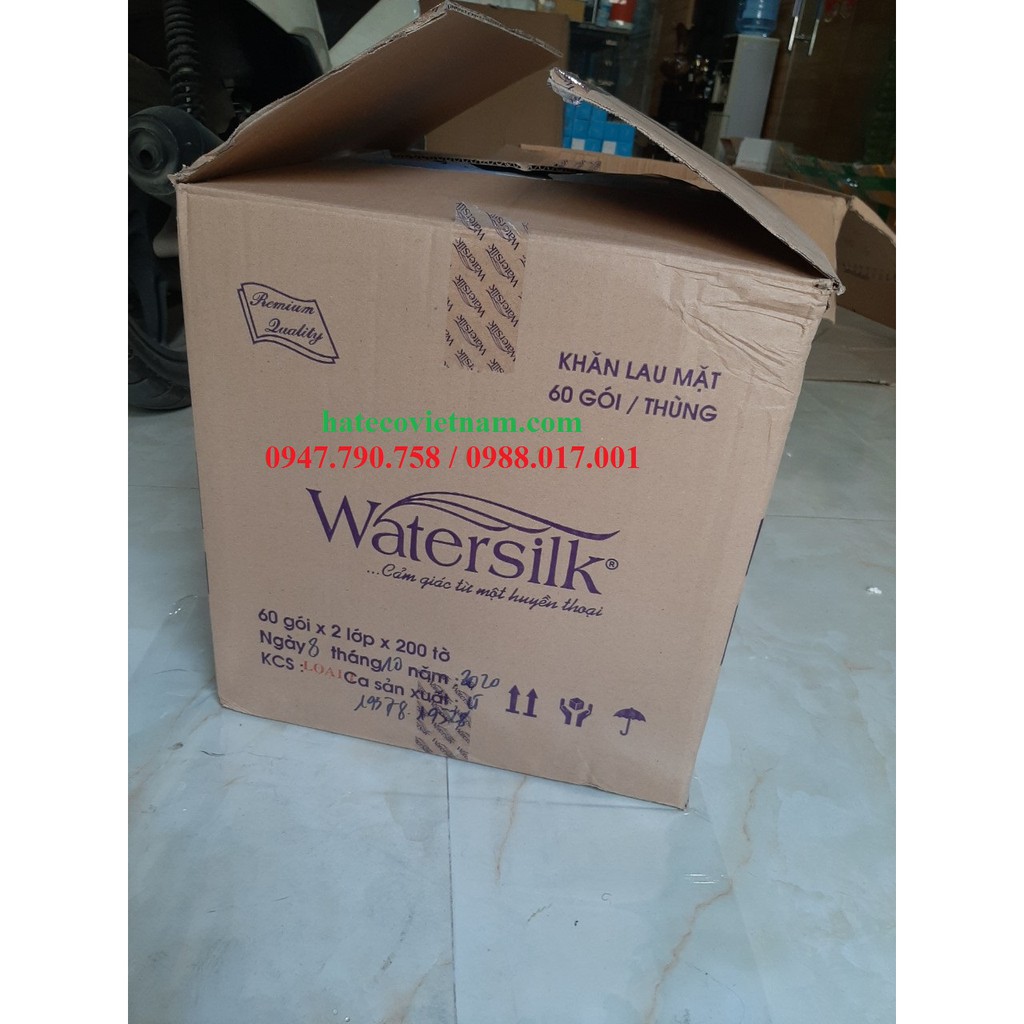 Watersilk
Premium
Quality
KHĂN LAU MẶT
60 GÓI / THÙNG
hatecovietnam.com
0947.790.758 / 0988.017.001
Watersilk®
...Cảm giác từ một huyền thoại
60 gói x 2 lớp x 200 tờ
Ngày 8 tháng 10 năm : 2020
KCS : LOẠI Ca sản xuất :